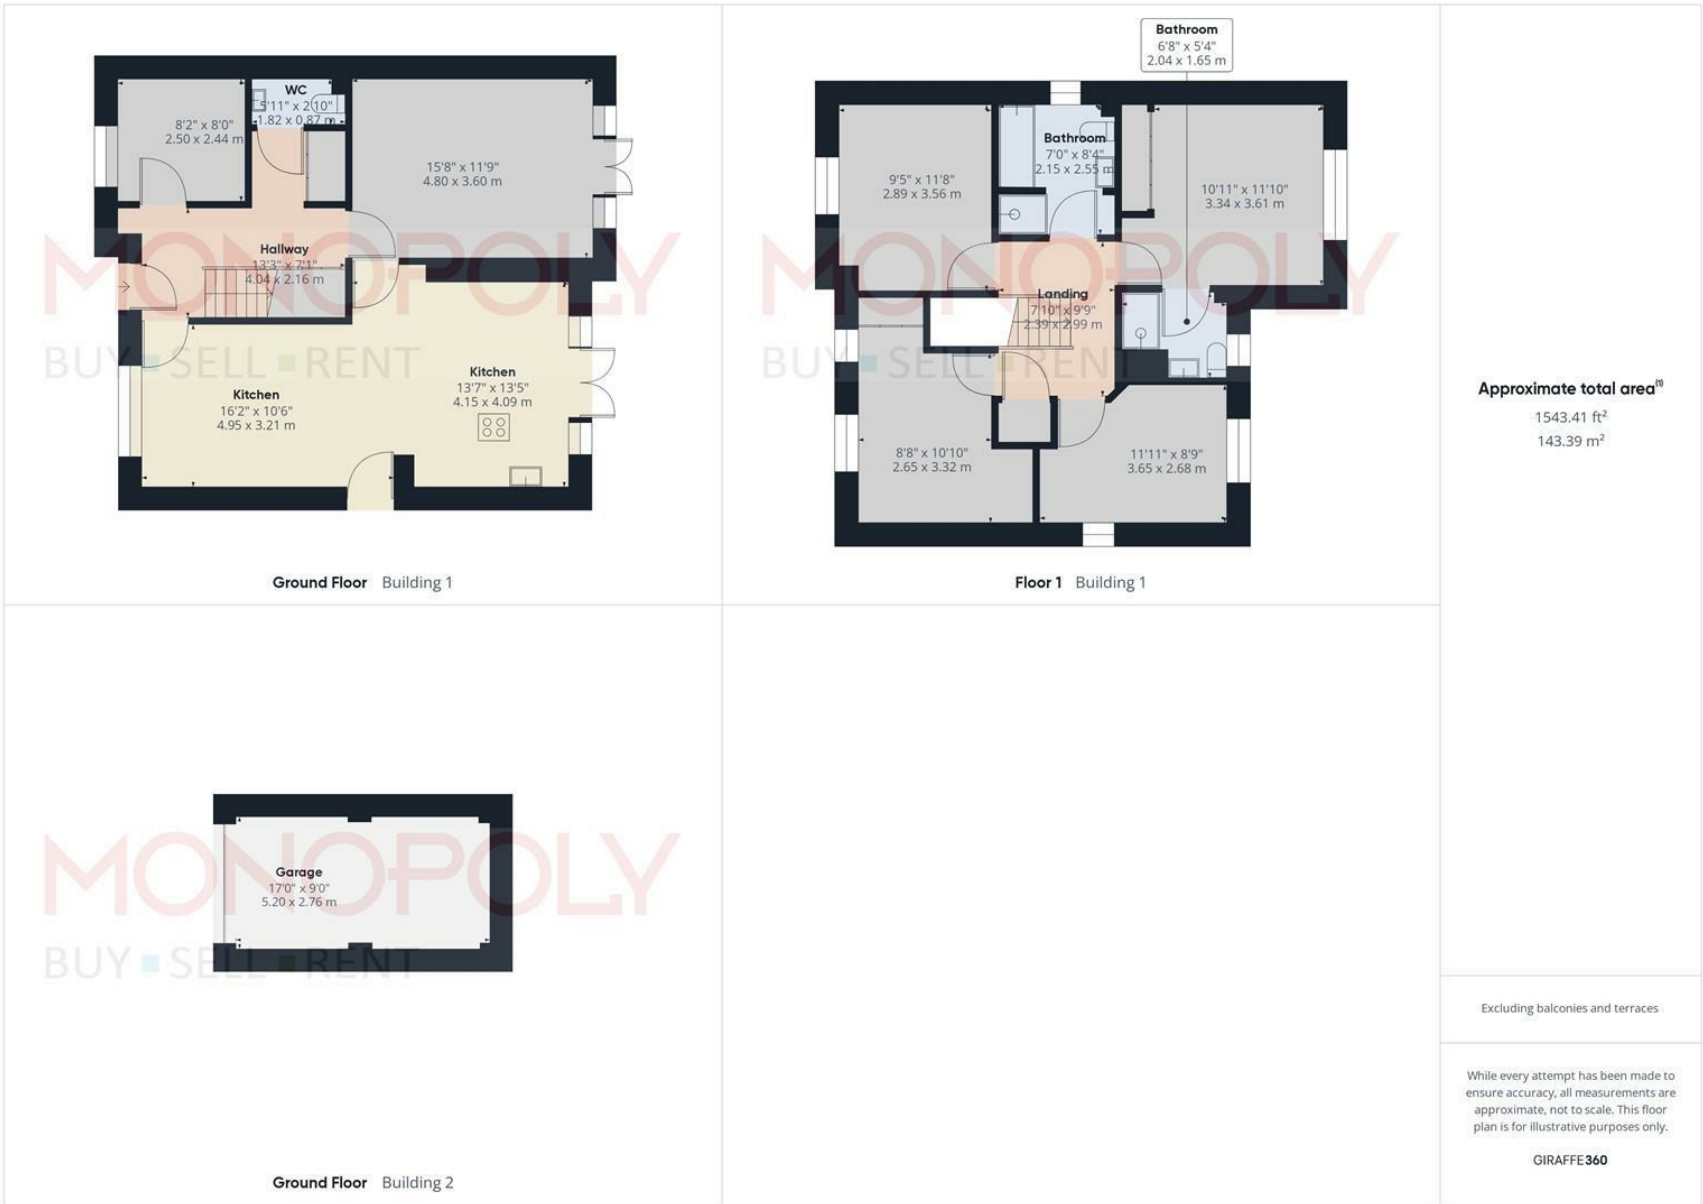 WC
5'11" x 2'10"
1.82 x 0.87 m
8'2" x 8'0"
2.50 x 2.44 m
15'8" x 11'9"
4.80 x 3.60 m
Hallway
13'3" x 7'1"
4.04 x 2.16 m
Kitchen
16'2" x 10'6"
4.95 x 3.21 m
Kitchen
13'7" x 13'5"
4.15 x 4.09 m
MONOPOLY
BUY SELL RENT
Ground Floor Building 1
Bathroom
6'8" x 5'4"
2.04 x 1.65 m
Bathroom
7'0" x 8'4"
2.15 x 2.55 m
9'5" x 11'8"
2.89 x 3.56 m
10'11" x 11'10"
3.34 x 3.61 m
Landing
7'10" x 9'9"
2.39 x 2.99 m
8'8" x 10'10"
2.65 x 3.32 m
11'11" x 8'9"
3.65 x 2.68 m
MONOPOLY
BUY SELL RENT
Floor 1 Building 1
Garage
17'0" x 9'0"
5.20 x 2.76 m
MONOPOLY
BUY SELL RENT
Ground Floor Building 2
Approximate total area(1)
1543.41 ft²
143.39 m²
Excluding balconies and terraces
While every attempt has been made to
ensure accuracy, all measurements are
approximate, not to scale. This floor
plan is for illustrative purposes only.
GIRAFFE360